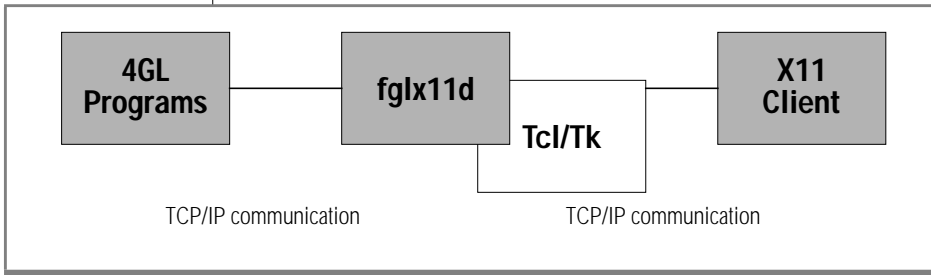 4GL
Programs
fglx11d
Tcl/Tk
X11
Client
TCP/IP communication
TCP/IP communication